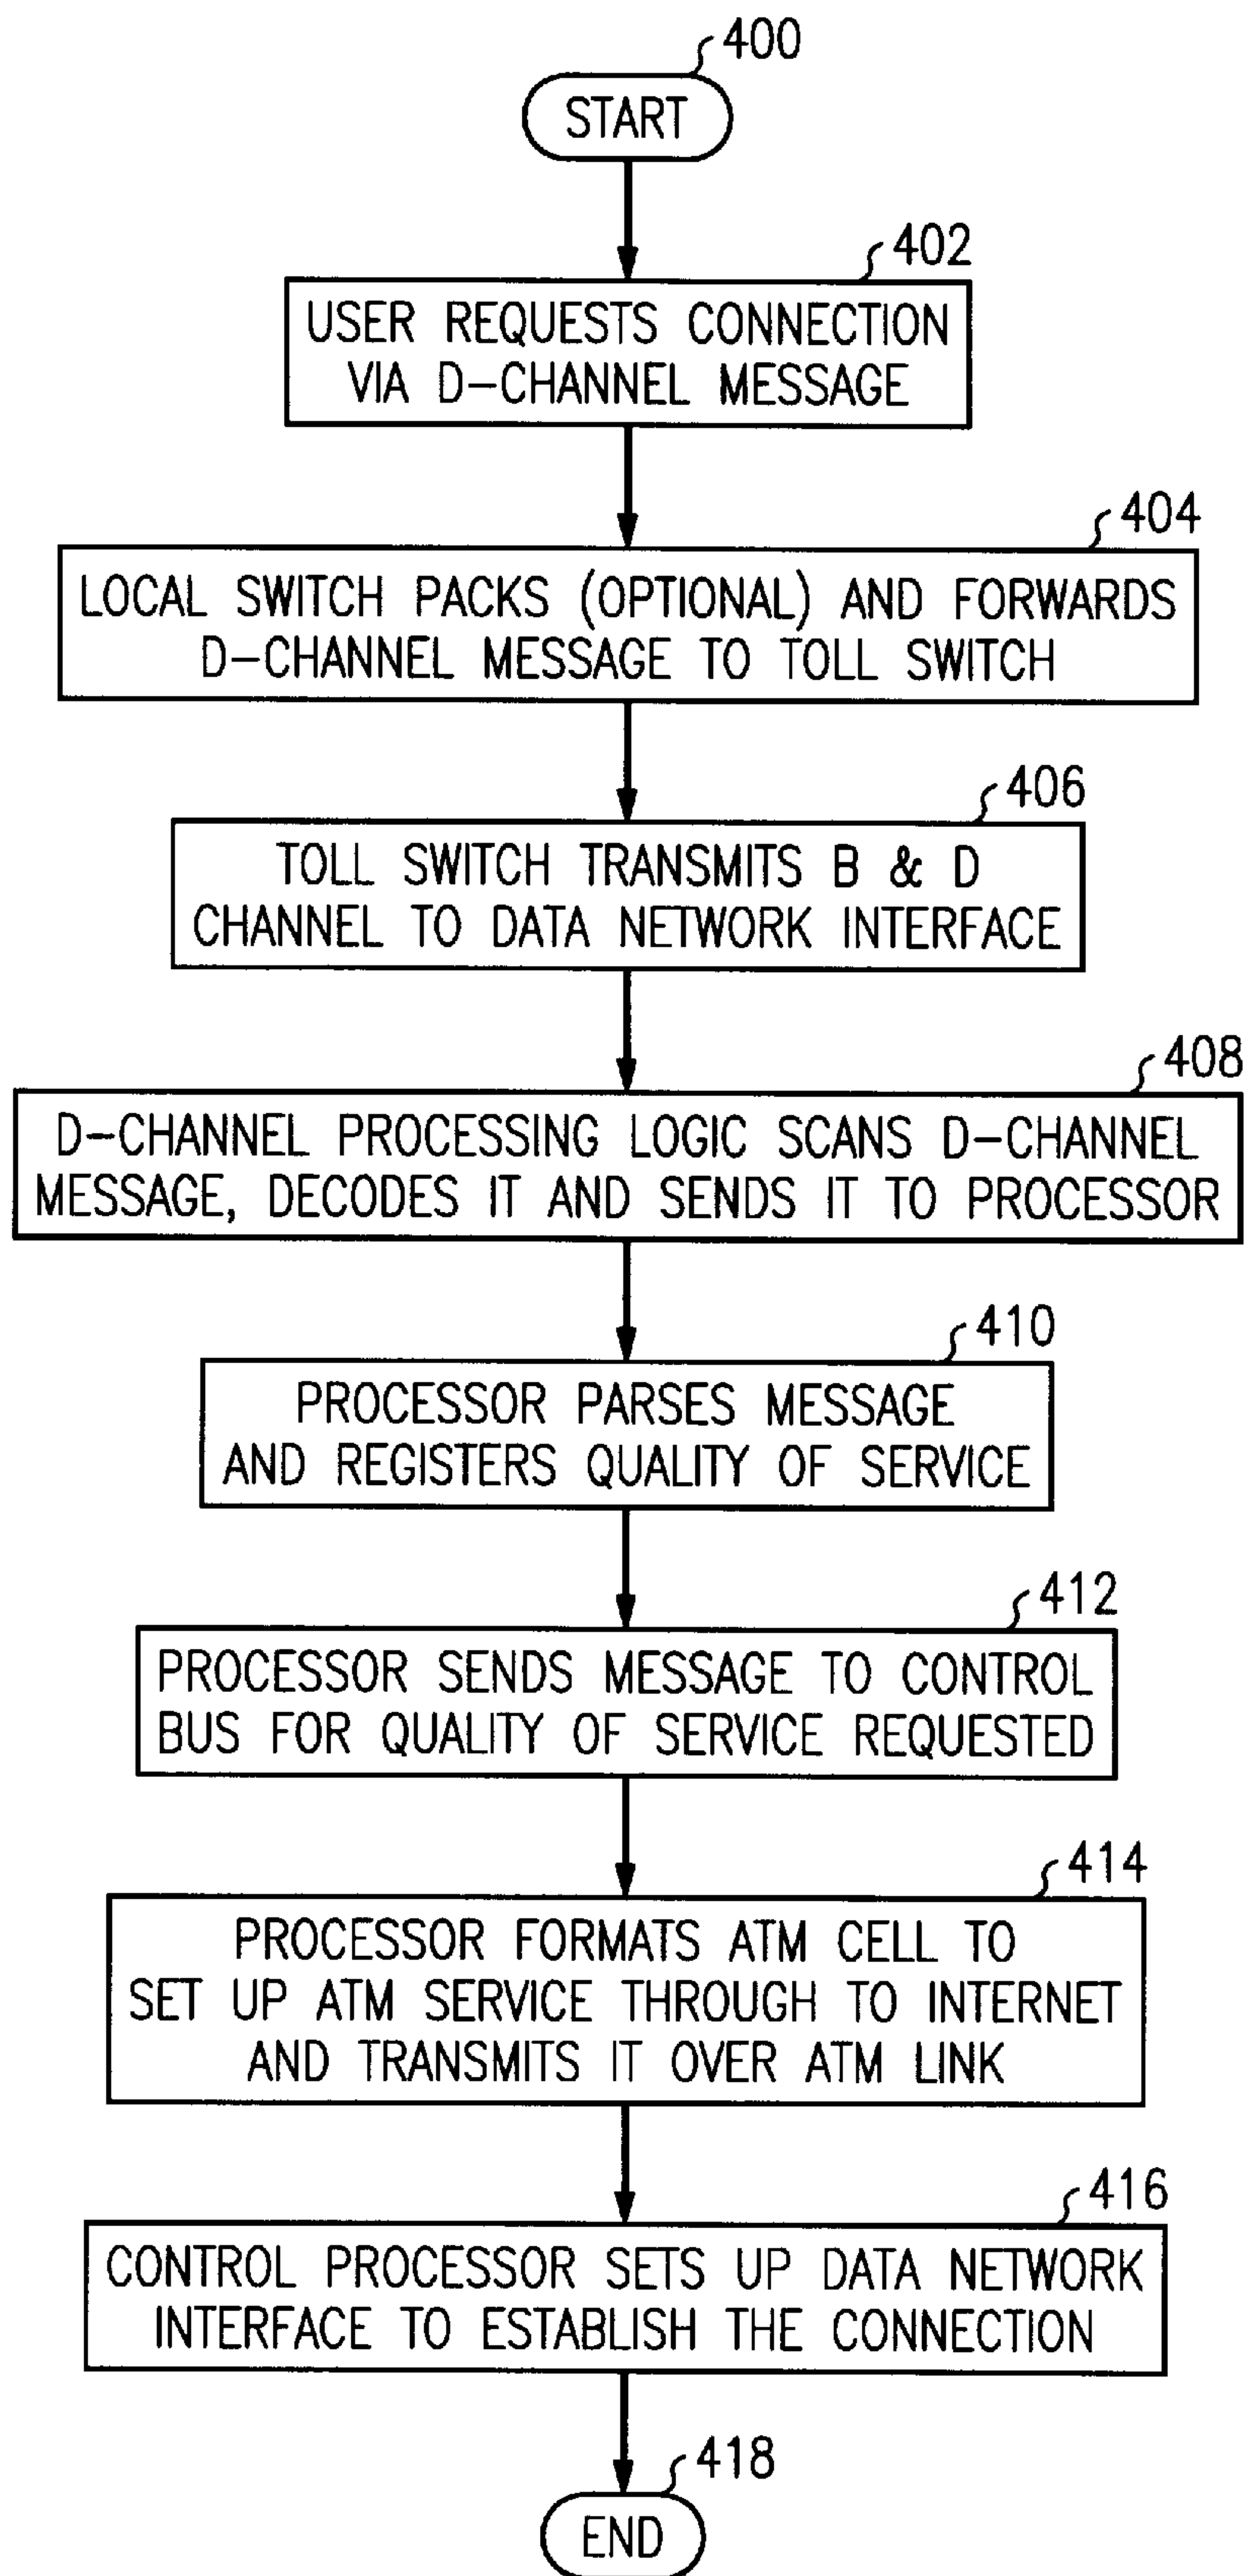 400
START
402
USER REQUESTS CONNECTION
VIA D-CHANNEL MESSAGE
404
LOCAL SWITCH PACKS (OPTIONAL) AND FORWARDS
D-CHANNEL MESSAGE TO TOLL SWITCH
406
TOLL SWITCH TRANSMITS B & D
CHANNEL TO DATA NETWORK INTERFACE
408
D-CHANNEL PROCESSING LOGIC SCANS D-CHANNEL
MESSAGE, DECODES IT AND SENDS IT TO PROCESSOR
410
PROCESSOR PARSES MESSAGE
AND REGISTERS QUALITY OF SERVICE
412
PROCESSOR SENDS MESSAGE TO CONTROL
BUS FOR QUALITY OF SERVICE REQUESTED
414
PROCESSOR FORMATS ATM CELL TO
SET UP ATM SERVICE THROUGH TO INTERNET
AND TRANSMITS IT OVER ATM LINK
416
CONTROL PROCESSOR SETS UP DATA NETWORK
INTERFACE TO ESTABLISH THE CONNECTION
418
END